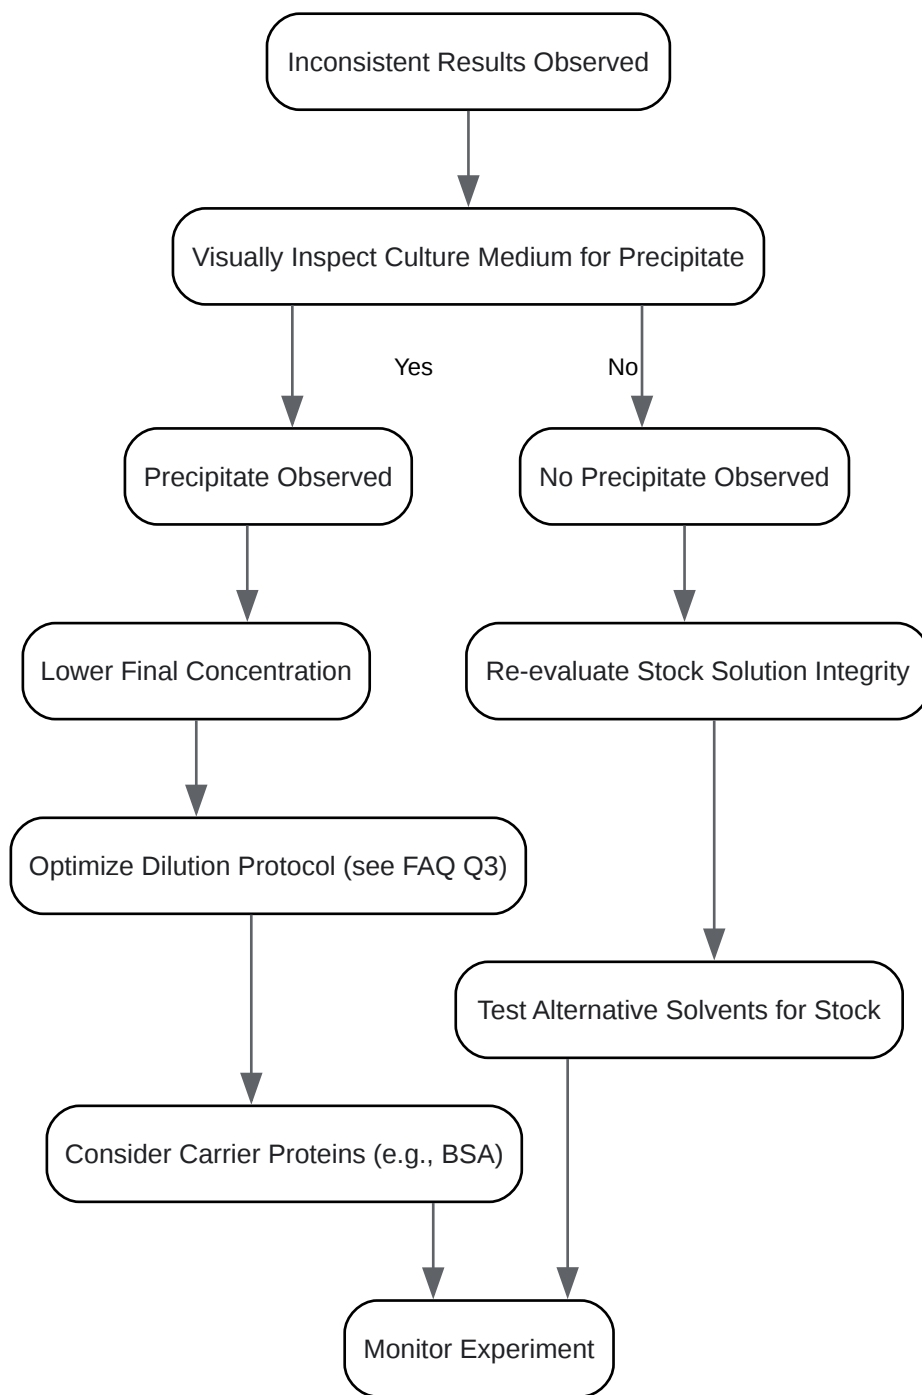 Inconsistent Results Observed
Visually Inspect Culture Medium for Precipitate
Yes
No
Precipitate Observed
No Precipitate Observed
Lower Final Concentration
Re-evaluate Stock Solution Integrity
Optimize Dilution Protocol (see FAQ Q3)
Test Alternative Solvents for Stock
Consider Carrier Proteins (e.g., BSA)
Monitor Experiment